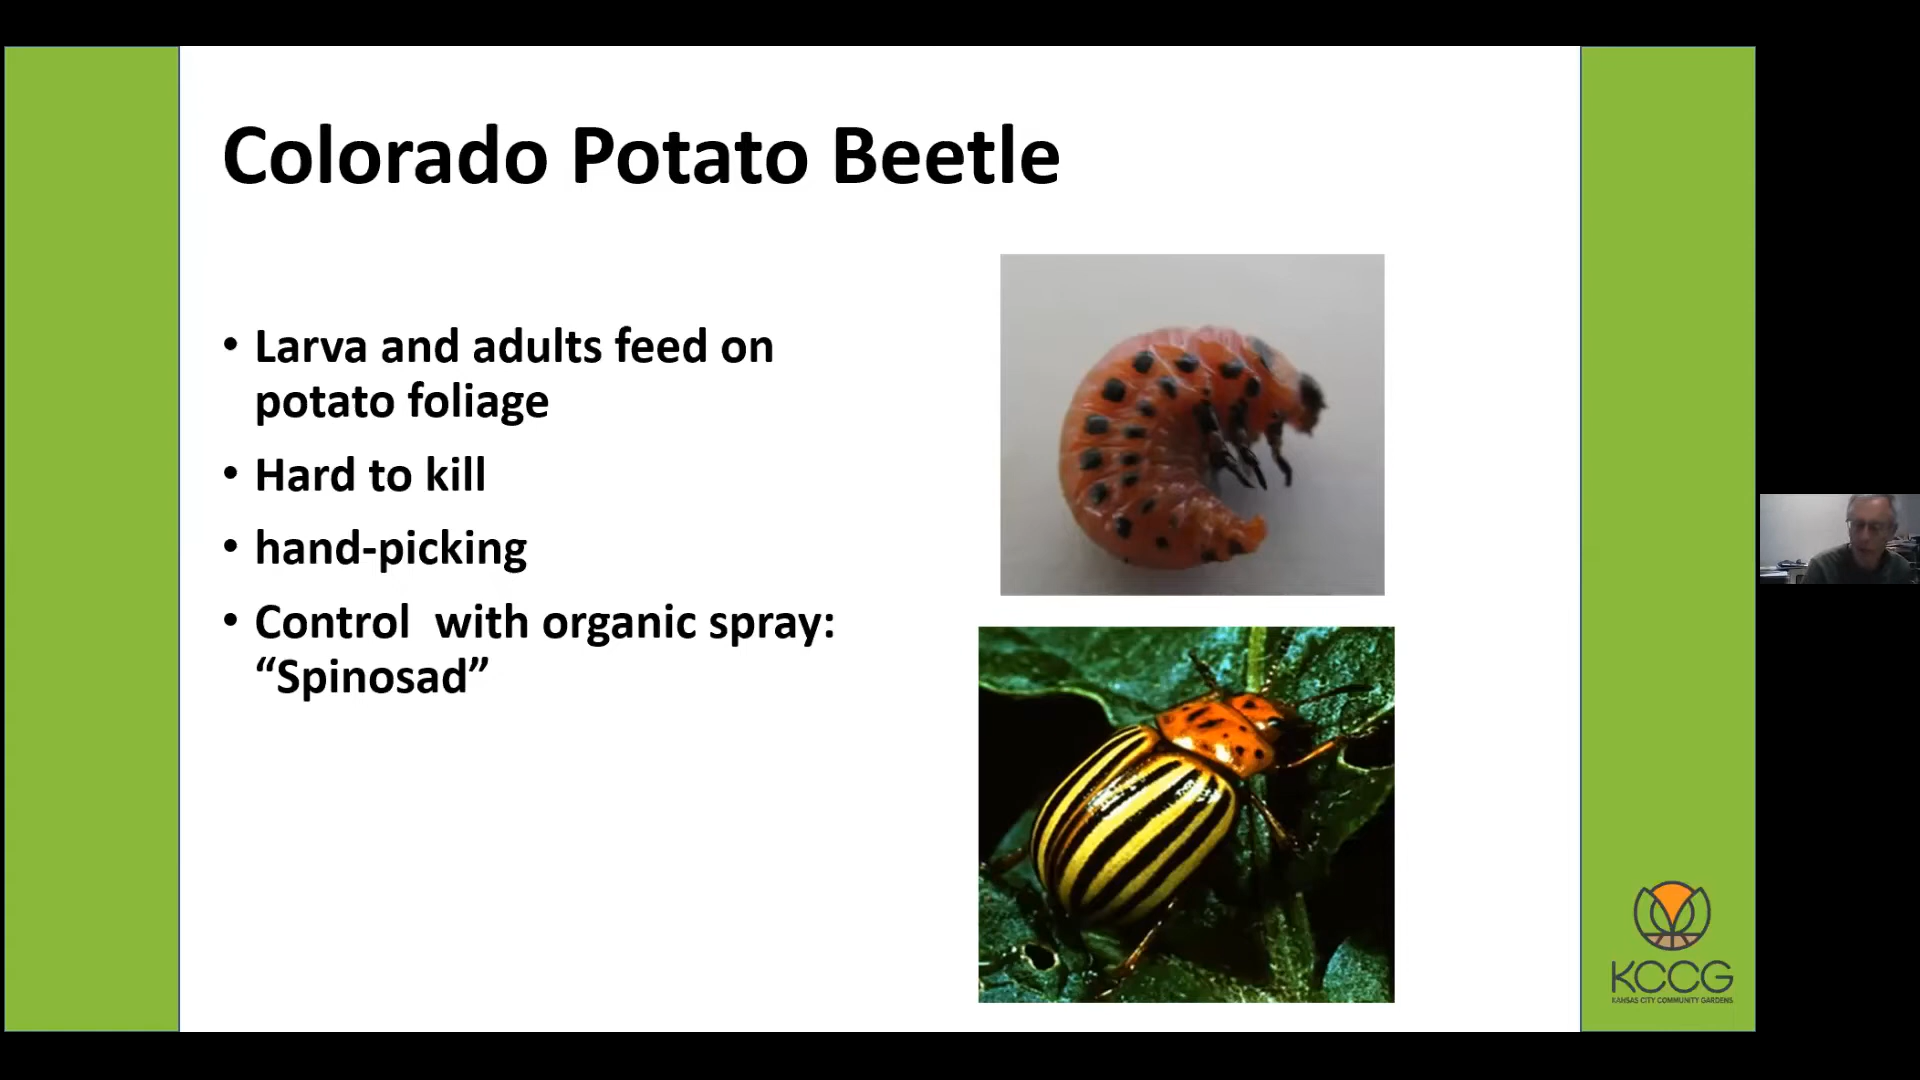 Colorado Potato Beetle
• Larva and adults feed on
potato foliage
• Hard to kill
• hand-picking
• Control  with organic spray:
“Spinosad”
KCCG
KANSAS CITY COMMUNITY GARDENS